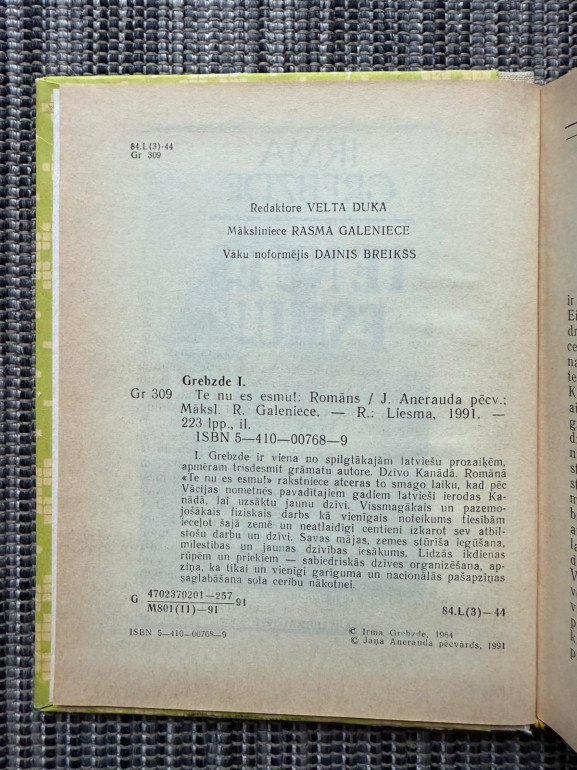 84.L(3)-44
Gr 309
Redaktore VELTA DUKA
Māksliniece RASMA GALENIECE
Vāku noformējis DAINIS BREIKSS
Grebzde I.
Gr 309 Te nu es esmu!: Romāns / J. Anerauda pēcv.;
Māksl. R. Galeniece. — R.: Liesma, 1991. —
223 lpp., il.
ISBN 5—410—00768—9
I. Grebzde ir viena no spilgtākajām latviešu prozaiķēm,
apmēram trīsdesmit grāmatu autore. Dzīvo Kanādā. Romānā
«Te nu es esmu!» rakstniece atceras to smago laiku, kad pēc
Vācijas nometnēs pavadītajiem gadiem latvieši ierodas Ka-
nādā, lai uzsāktu jaunu dzīvi. Vissmagākais un pazemo-
jošākais fiziskais darbs kā vienīgais noteikums tiesībām
ieceļot šajā zemē un neatlaidīgi centieni izkarot sev atbil-
stošu darbu un dzīvi. Savas mājas, zemes stūrīša iegūšana,
mīlestības un jaunas dzīvības iesākums. Līdzās ikdienas
rūpēm un priekiem — sabiedriskās dzīves organizēšana, ap-
ziņa, ka tikai un vienīgi garīguma un nacionālās pašapziņas
saglabāšana sola cerību nākotnei.
G 4702370201—257
M801(11)—91 91
84.L(3)—44
ISBN 5—410—00768—9
© Irma Grebzde, 1964
© Jāņa Anerauda pēcvārds, 1991